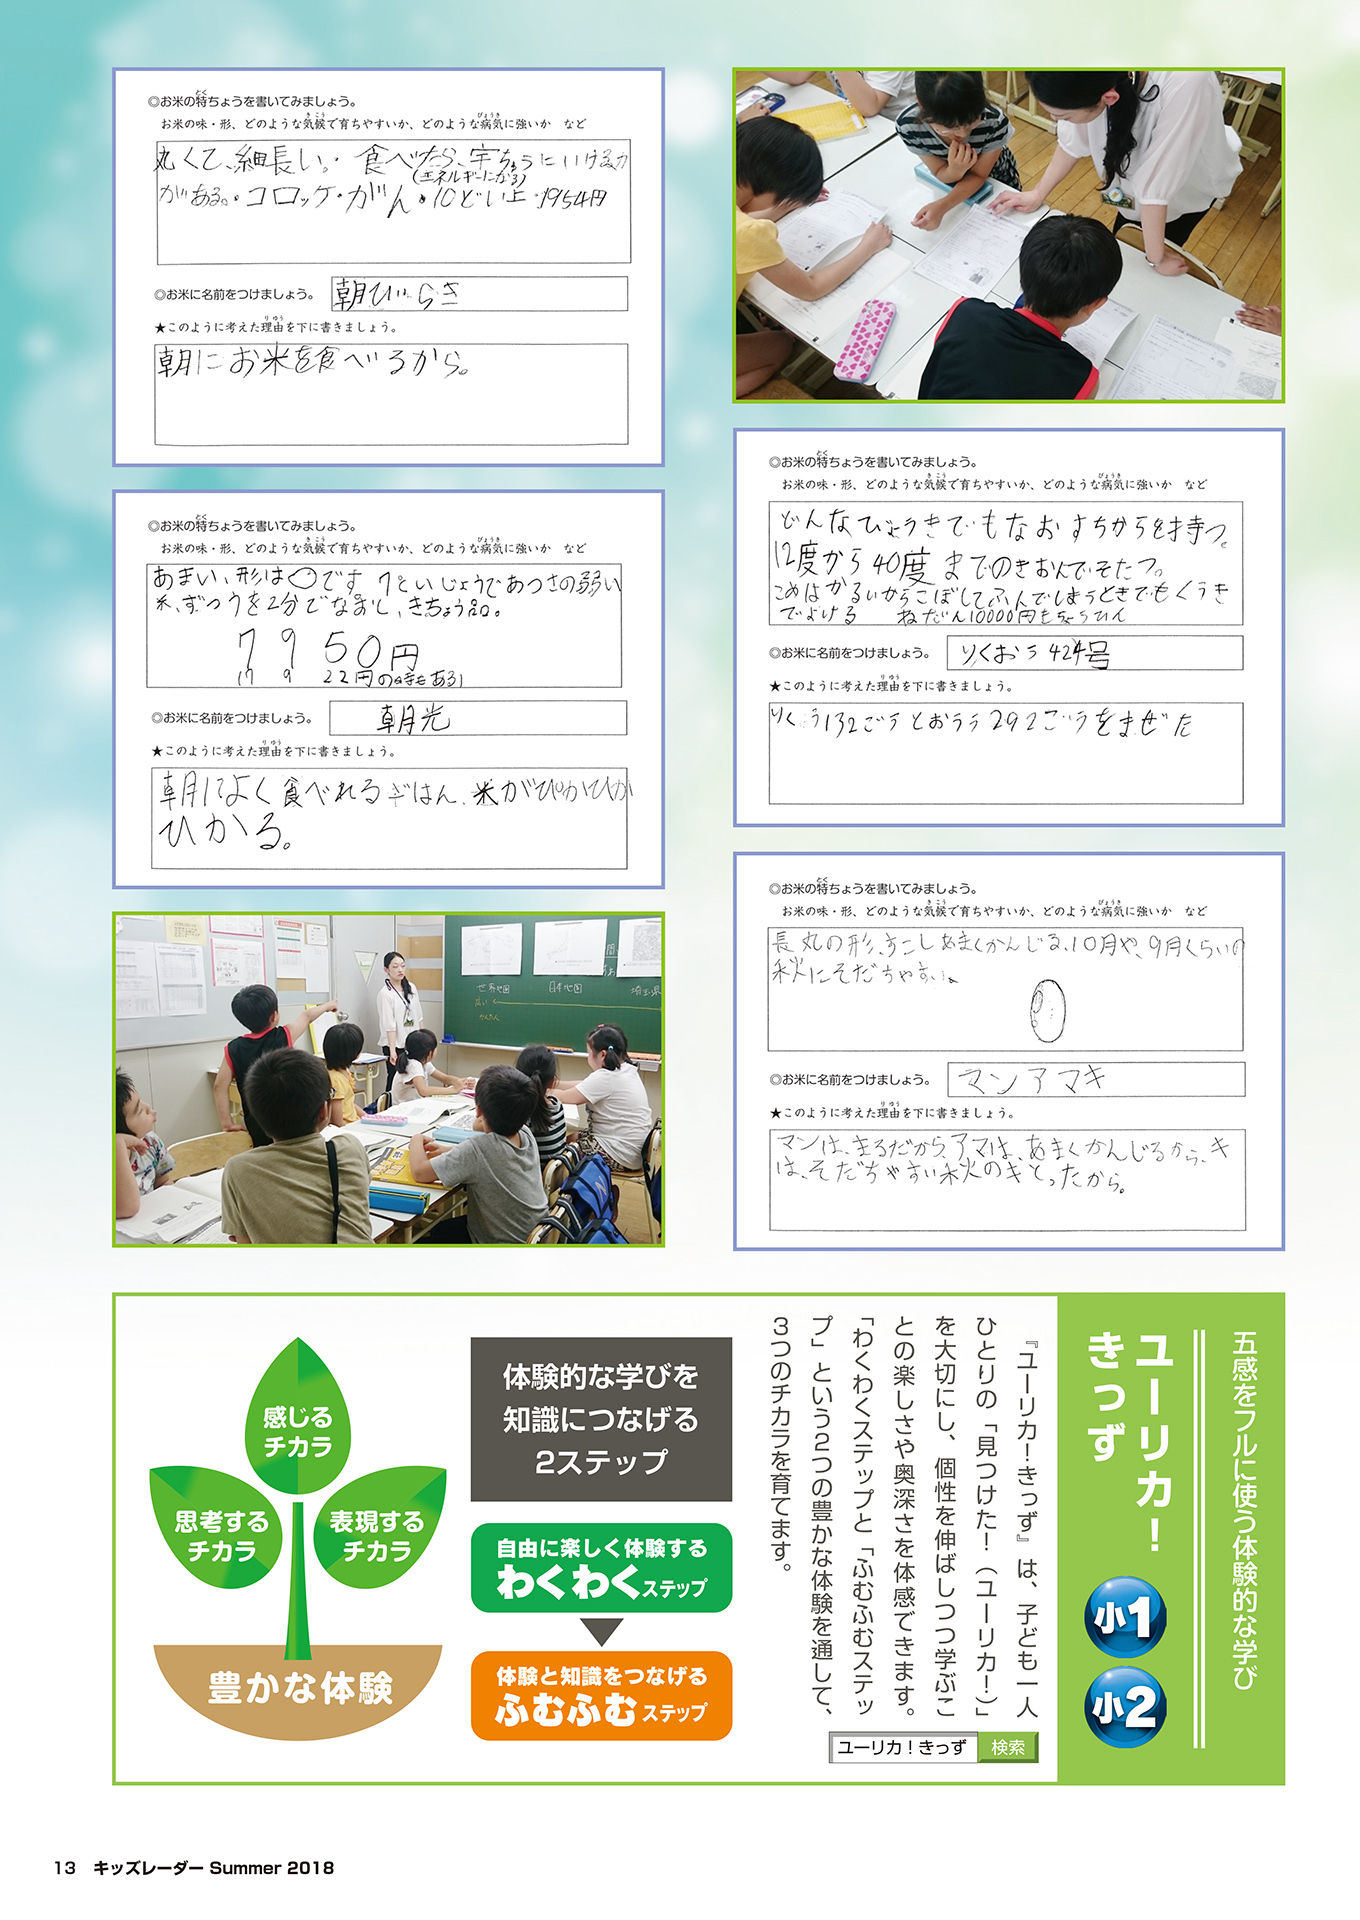 ◎お米の特ちょうを書いてみましょう。
お米の味・形、どのような気候で育ちやすいか、どのような病気に強いか など
丸くて、細長い。・食べたら、宇ちゅうにいける力
(エネルギーになる)
がある。・コロッケ・がん・10どい上・1954円
◎お米に名前をつけましょう。
朝びらき
★このように考えた理由を下に書きましょう。
朝にお米を食べるから。
◎お米の特ちょうを書いてみましょう。
お米の味・形、どのような気候で育ちやすいか、どのような病気に強いか など
あまい、形は です。7どいじょうであつさの弱い
米、ずつうを2分でなおし、きちょう品。
7950円
22円の時もある!
◎お米に名前をつけましょう。
朝光
★このように考えた理由を下に書きましょう。
朝によく食べれるごはん、米がぴかぴか
ひかる。
世界地図
日本地図
埼玉県
広い
かんたん
◎お米の特ちょうを書いてみましょう。
お米の味・形、どのような気候で育ちやすいか、どのような病気に強いか など
どんなびょうきでもなおすちからを持つ。
12度から40度までのきおんでそだつ。
こめはかるいからこぼしてふんでしまうときでもくうき
でよける ねだん10000円もちょうひん
◎お米に名前をつけましょう。
りくおう424号
★このように考えた理由を下に書きましょう。
りくう132ごうとおうう292ごうをまぜた
◎お米の特ちょうを書いてみましょう。
お米の味・形、どのような気候で育ちやすいか、どのような病気に強いか など
長丸の形、すこしあまくかんじる、10月や、9月くらいの
秋にそだちやすい。
◎お米に名前をつけましょう。
マンアマキ
★このように考えた理由を下に書きましょう。
マンは、まるだから、アマは、あまくかんじるから、キ
は、そだちやすい秋のキとったから。
五感をフルに使う体験的な学び
ユーリカ！
きっず
小1
小2
『ユーリカ！きっず』は、子ども一人
ひとりの「見つけた！（ユーリカ！）」
を大切にし、個性を伸ばしつつ学ぶこ
との楽しさや奥深さを体感できます。
「わくわくステップと「ふむふむステッ
プ」という2つの豊かな体験を通して、
3つのチカラを育てます。
ユーリカ！きっず 検索
体験的な学びを
知識につなげる
2ステップ
自由に楽しく体験する
わくわくステップ
体験と知識をつなげる
ふむふむステップ
感じる
チカラ
思考する
チカラ
表現する
チカラ
豊かな体験
13 キッズレーダー Summer 2018